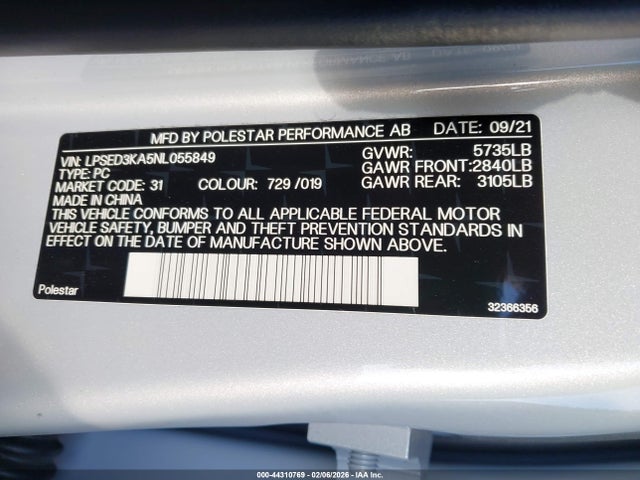 MFD BY POLESTAR PERFORMANCE AB DATE: 09/21
VIN: LPSED3KA5NL055849 GVWR: 5735LB
TYPE: PC GAWR FRONT: 2840LB
MARKET CODE: 31 COLOUR: 729 /019 GAWR REAR: 3105LB
MADE IN CHINA
THIS VEHICLE CONFORMS TO ALL APPLICABLE FEDERAL MOTOR
VEHICLE SAFETY, BUMPER AND THEFT PREVENTION STANDARDS IN
EFFECT ON THE DATE OF MANUFACTURE SHOWN ABOVE.
Polestar 32366356
000-44310769 - 02/06/2026 - IAA Inc.